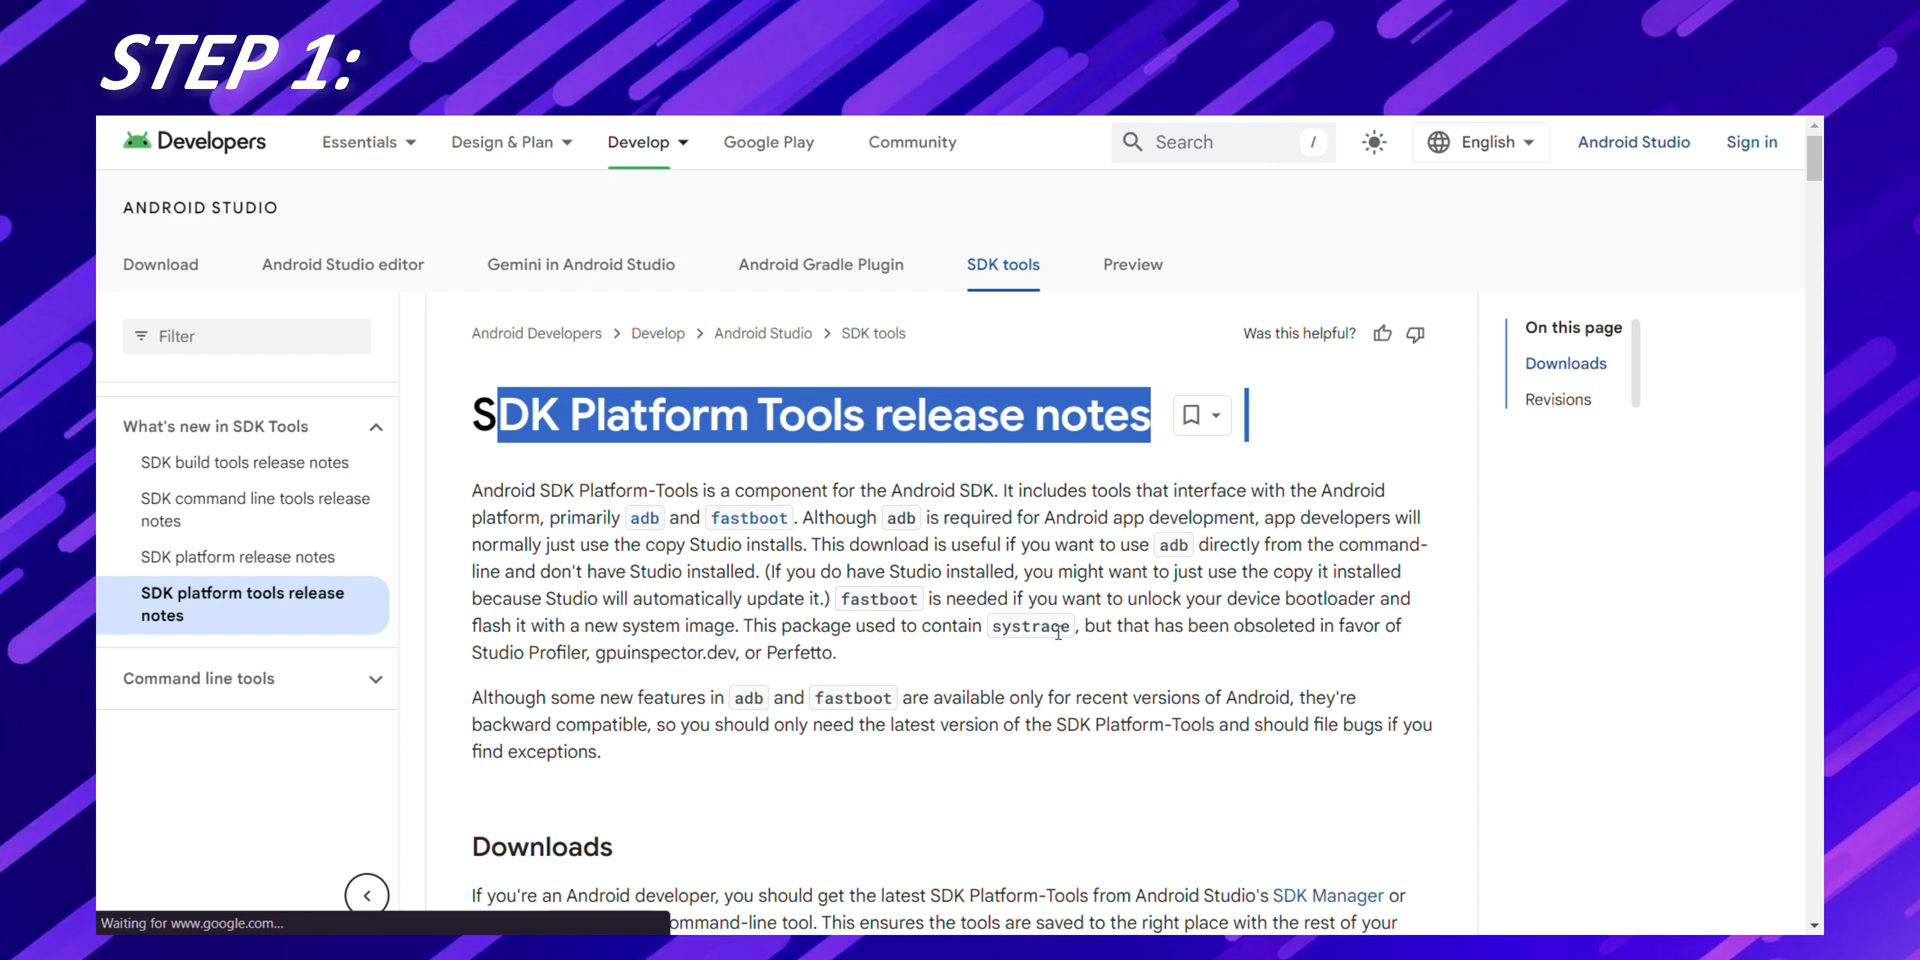 STEP 1:
Developers
Essentials
Design & Plan
Develop
Google Play
Community
Search
/
English
Android Studio
Sign in
ANDROID STUDIO
Download
Android Studio editor
Gemini in Android Studio
Android Gradle Plugin
SDK tools
Preview
Filter
What's new in SDK Tools
SDK build tools release notes
SDK command line tools release
notes
SDK platform release notes
SDK platform tools release
notes
Command line tools
Android Developers > Develop > Android Studio > SDK tools
Was this helpful?
SDK Platform Tools release notes
Android SDK Platform-Tools is a component for the Android SDK. It includes tools that interface with the Android
platform, primarily adb and fastboot. Although adb is required for Android app development, app developers will
normally just use the copy Studio installs. This download is useful if you want to use adb directly from the command-
line and don't have Studio installed. (If you do have Studio installed, you might want to just use the copy it installed
because Studio will automatically update it.) fastboot is needed if you want to unlock your device bootloader and
flash it with a new system image. This package used to contain systrace, but that has been obsoleted in favor of
Studio Profiler, gpuinspector.dev, or Perfetto.
Although some new features in adb and fastboot are available only for recent versions of Android, they're
backward compatible, so you should only need the latest version of the SDK Platform-Tools and should file bugs if you
find exceptions.
Downloads
If you're an Android developer, you should get the latest SDK Platform-Tools from Android Studio's SDK Manager or
ommand-line tool. This ensures the tools are saved to the right place with the rest of your
On this page
Downloads
Revisions
Waiting for www.google.com...